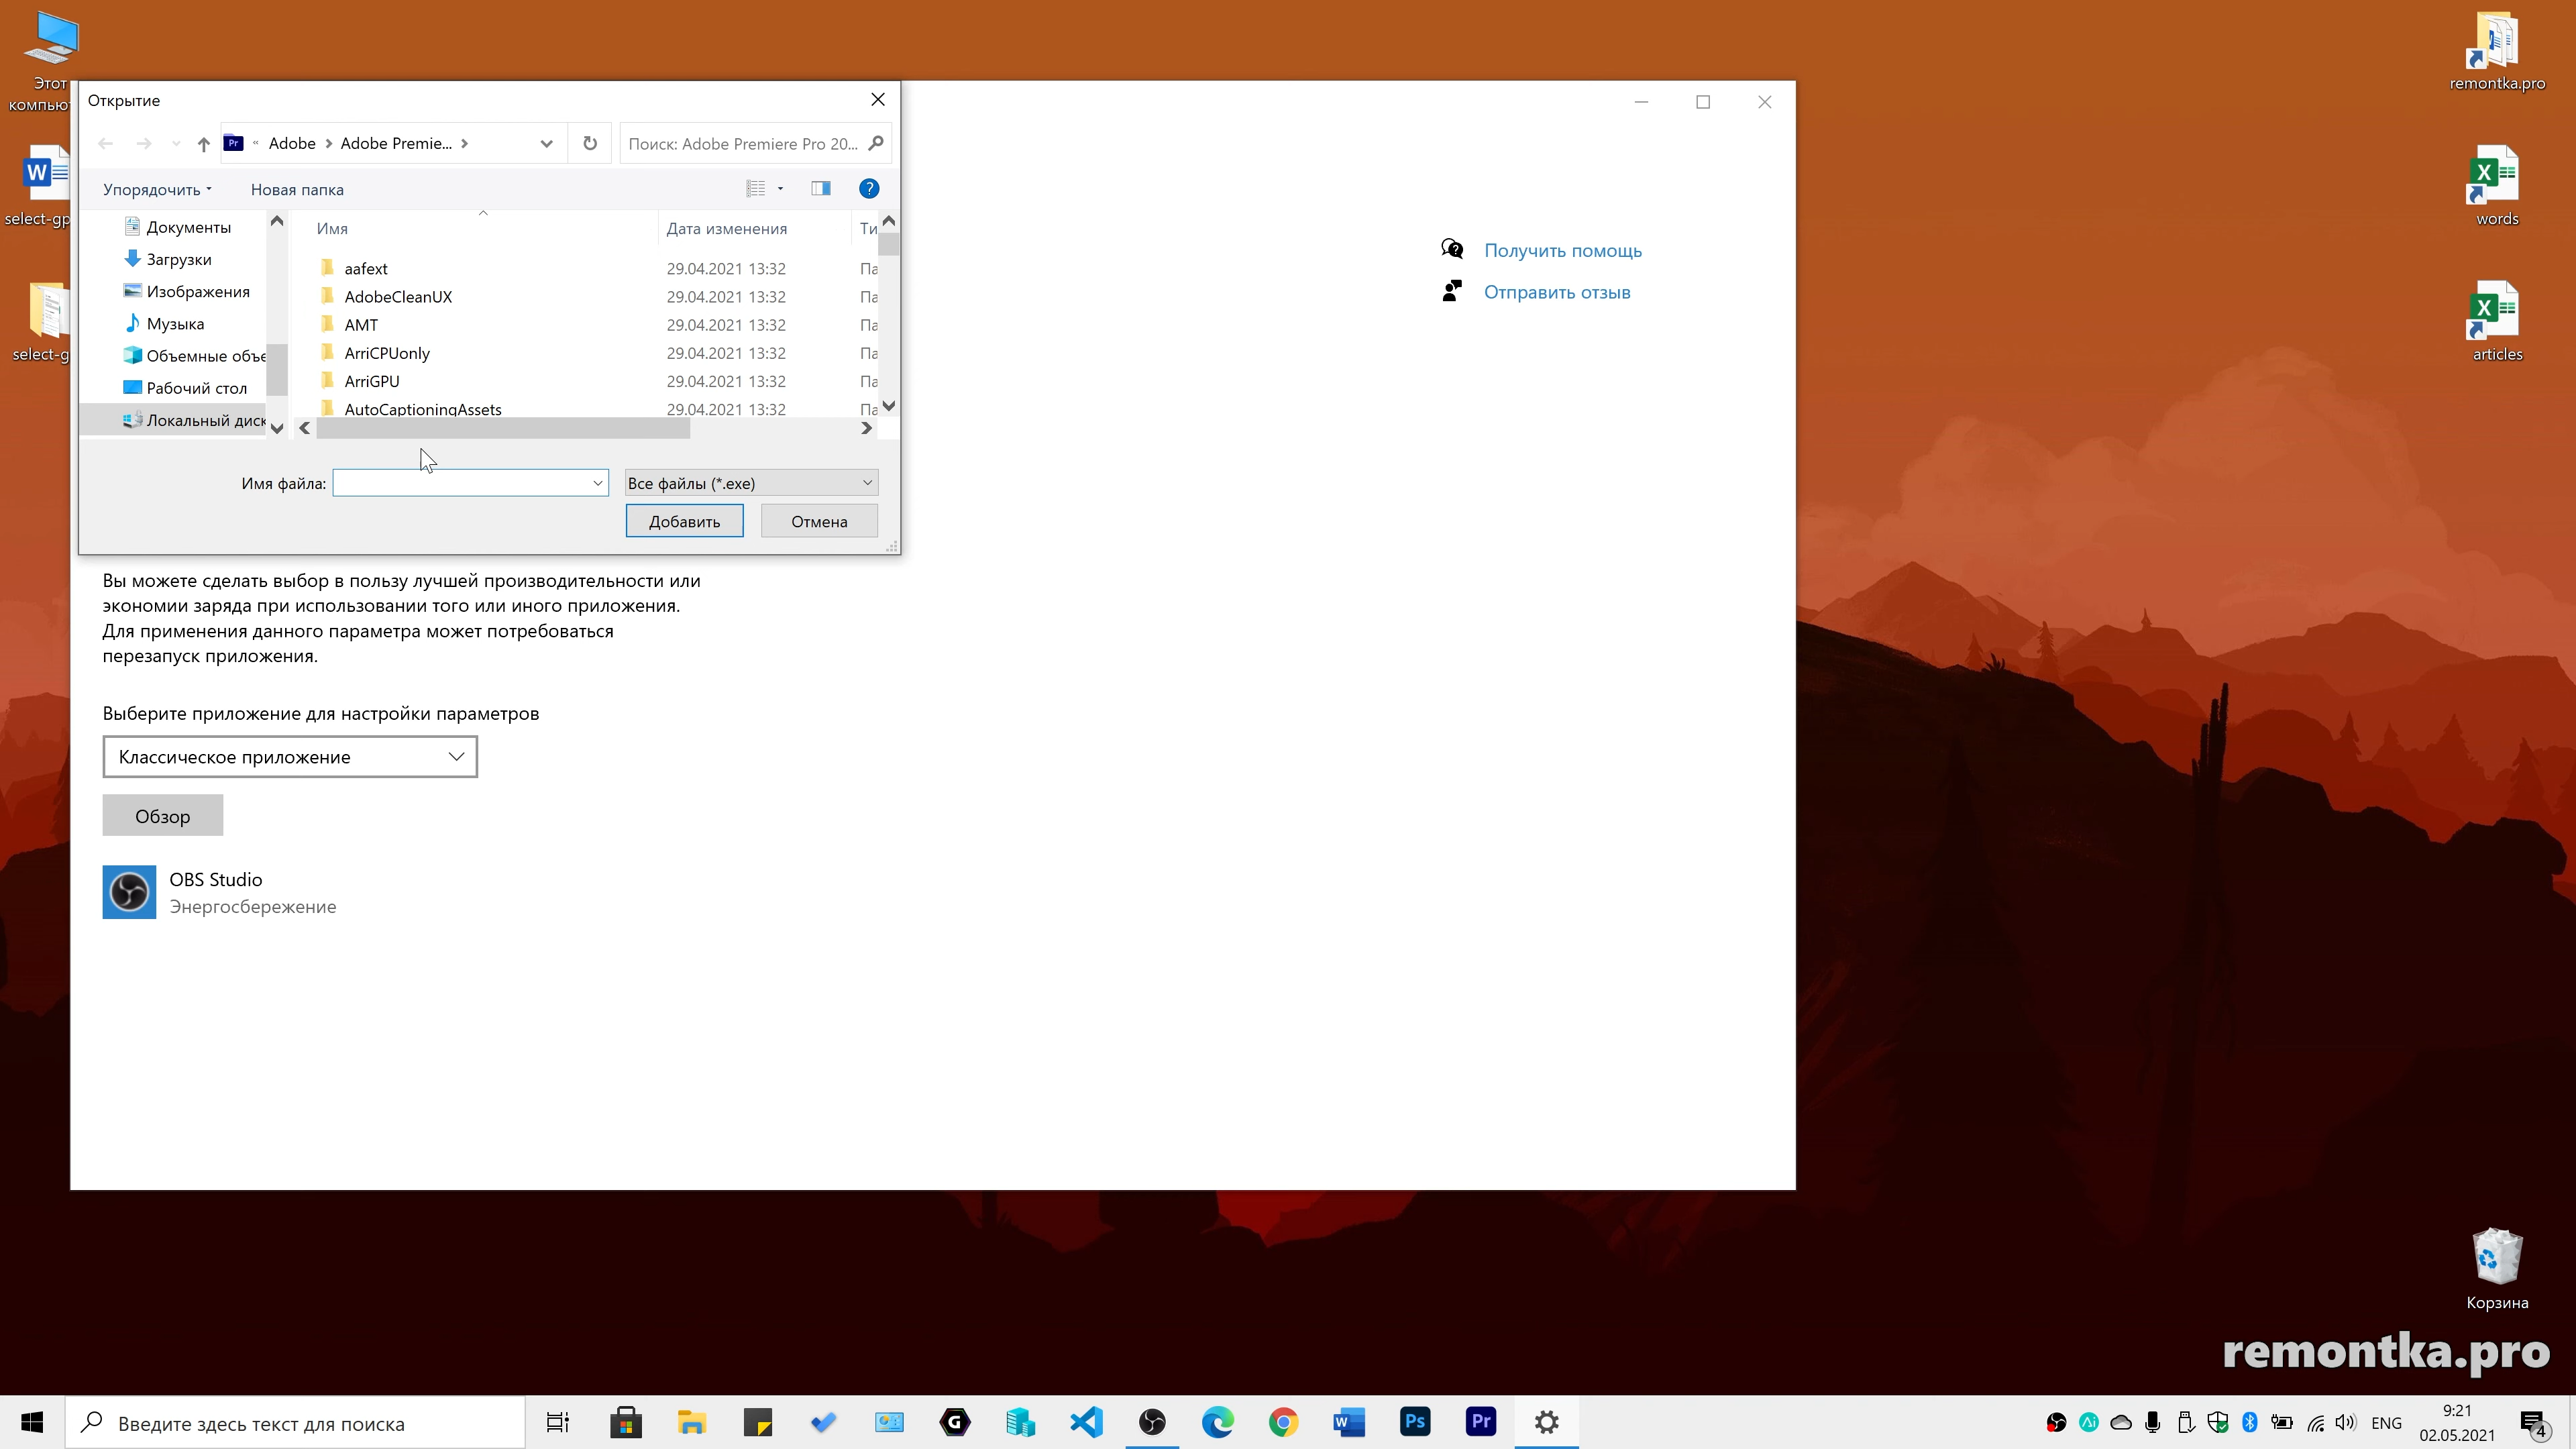 Этот
remontka.pro
words
articles
Открытие
« Adobe Adobe Premie...
Поиск: Adobe Premiere Pro 20...
Упорядочить Новая папка
Документы
Загрузки
Изображения
Музыка
Объемные объе
Рабочий стол
Локальный диск
Имя Дата изменения Ти
aafext 29.04.2021 13:32 Па
AdobeCleanUX 29.04.2021 13:32 Па
AMT 29.04.2021 13:32 Па
ArriCPUonly 29.04.2021 13:32 Па
ArriGPU 29.04.2021 13:32 Па
AutoCaptioningAssets 29.04.2021 13:32 Па
Имя файла:
Все файлы (*.exe)
Добавить Отмена
компью
select-gp
select-g
Получить помощь
Отправить отзыв
Вы можете сделать выбор в пользу лучшей производительности или
экономии заряда при использовании того или иного приложения.
Для применения данного параметра может потребоваться
перезапуск приложения.
Выберите приложение для настройки параметров
Классическое приложение
Обзор
OBS Studio
Энергосбережение
Корзина
remontka.pro
Введите здесь текст для поиска
Ps
Pr
ENG
9:21
02.05.2021
4